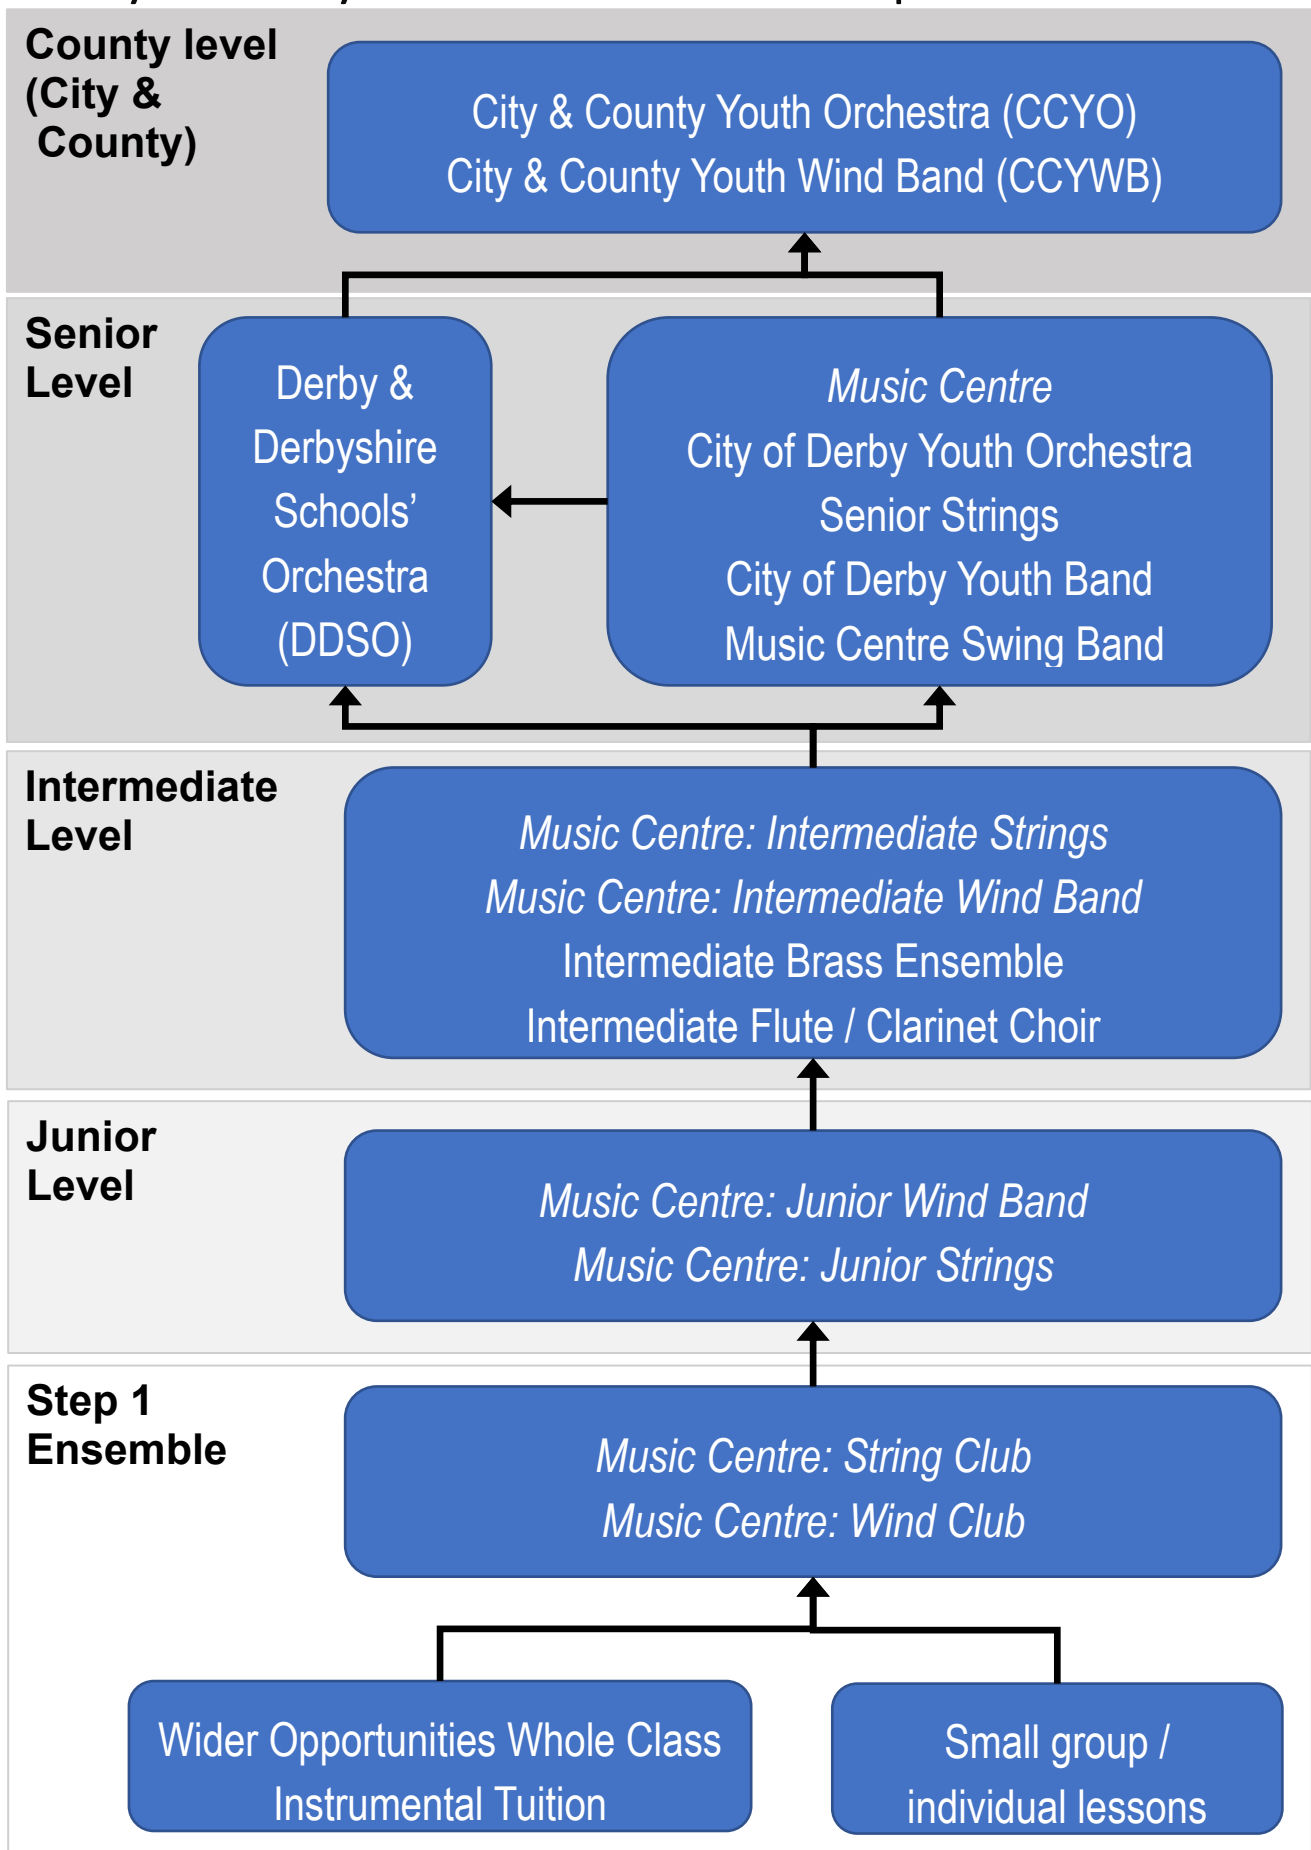 County level
(City &
County)
City & County Youth Orchestra (CCYO)
City & County Youth Wind Band (CCYWB)
Senior
Level
Derby &
Derbyshire
Schools’
Orchestra
(DDSO)
Music Centre
City of Derby Youth Orchestra
Senior Strings
City of Derby Youth Band
Music Centre Swing Band
Intermediate
Level
Music Centre: Intermediate Strings
Music Centre: Intermediate Wind Band
Intermediate Brass Ensemble
Intermediate Flute / Clarinet Choir
Junior
Level
Music Centre: Junior Wind Band
Music Centre: Junior Strings
Step 1
Ensemble
Music Centre: String Club
Music Centre: Wind Club
Wider Opportunities Whole Class
Instrumental Tuition
Small group /
individual lessons